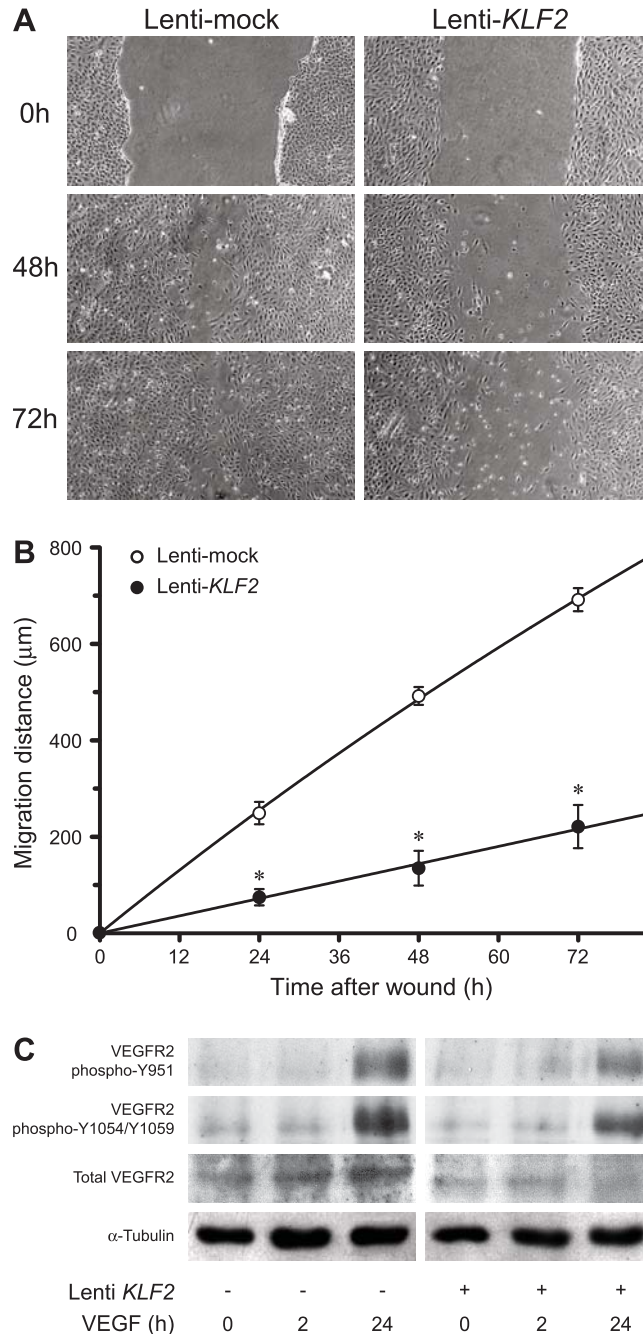 A
Lenti-mock
Lenti-KLF2
0h
48h
72h
B
800
600
400
200
0
Lenti-mock
Lenti-KLF2
*
*
*
Migration distance (μm)
0 12 24 36 48 60 72
Time after wound (h)
C
VEGFR2
phospho-Y951
VEGFR2
phospho-Y1054/Y1059
Total VEGFR2
α-Tubulin
Lenti KLF2 - - - + + +
VEGF (h) 0 2 24 0 2 24